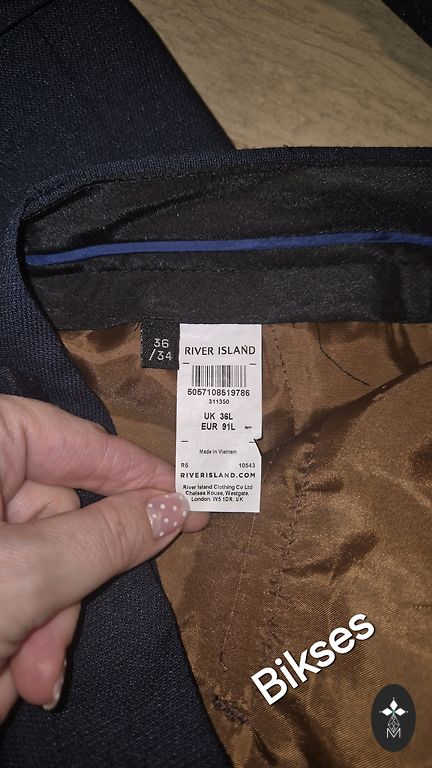 36
/34
RIVER ISLAND
5057108519786
311350
UK 36L
EUR 91L
Made in Vietnam
R6 10543
RIVERISLAND.COM
River Island Clothing Co Ltd
Chelsea House, Westgate,
London, W5 1DR. UK
Bikses
M